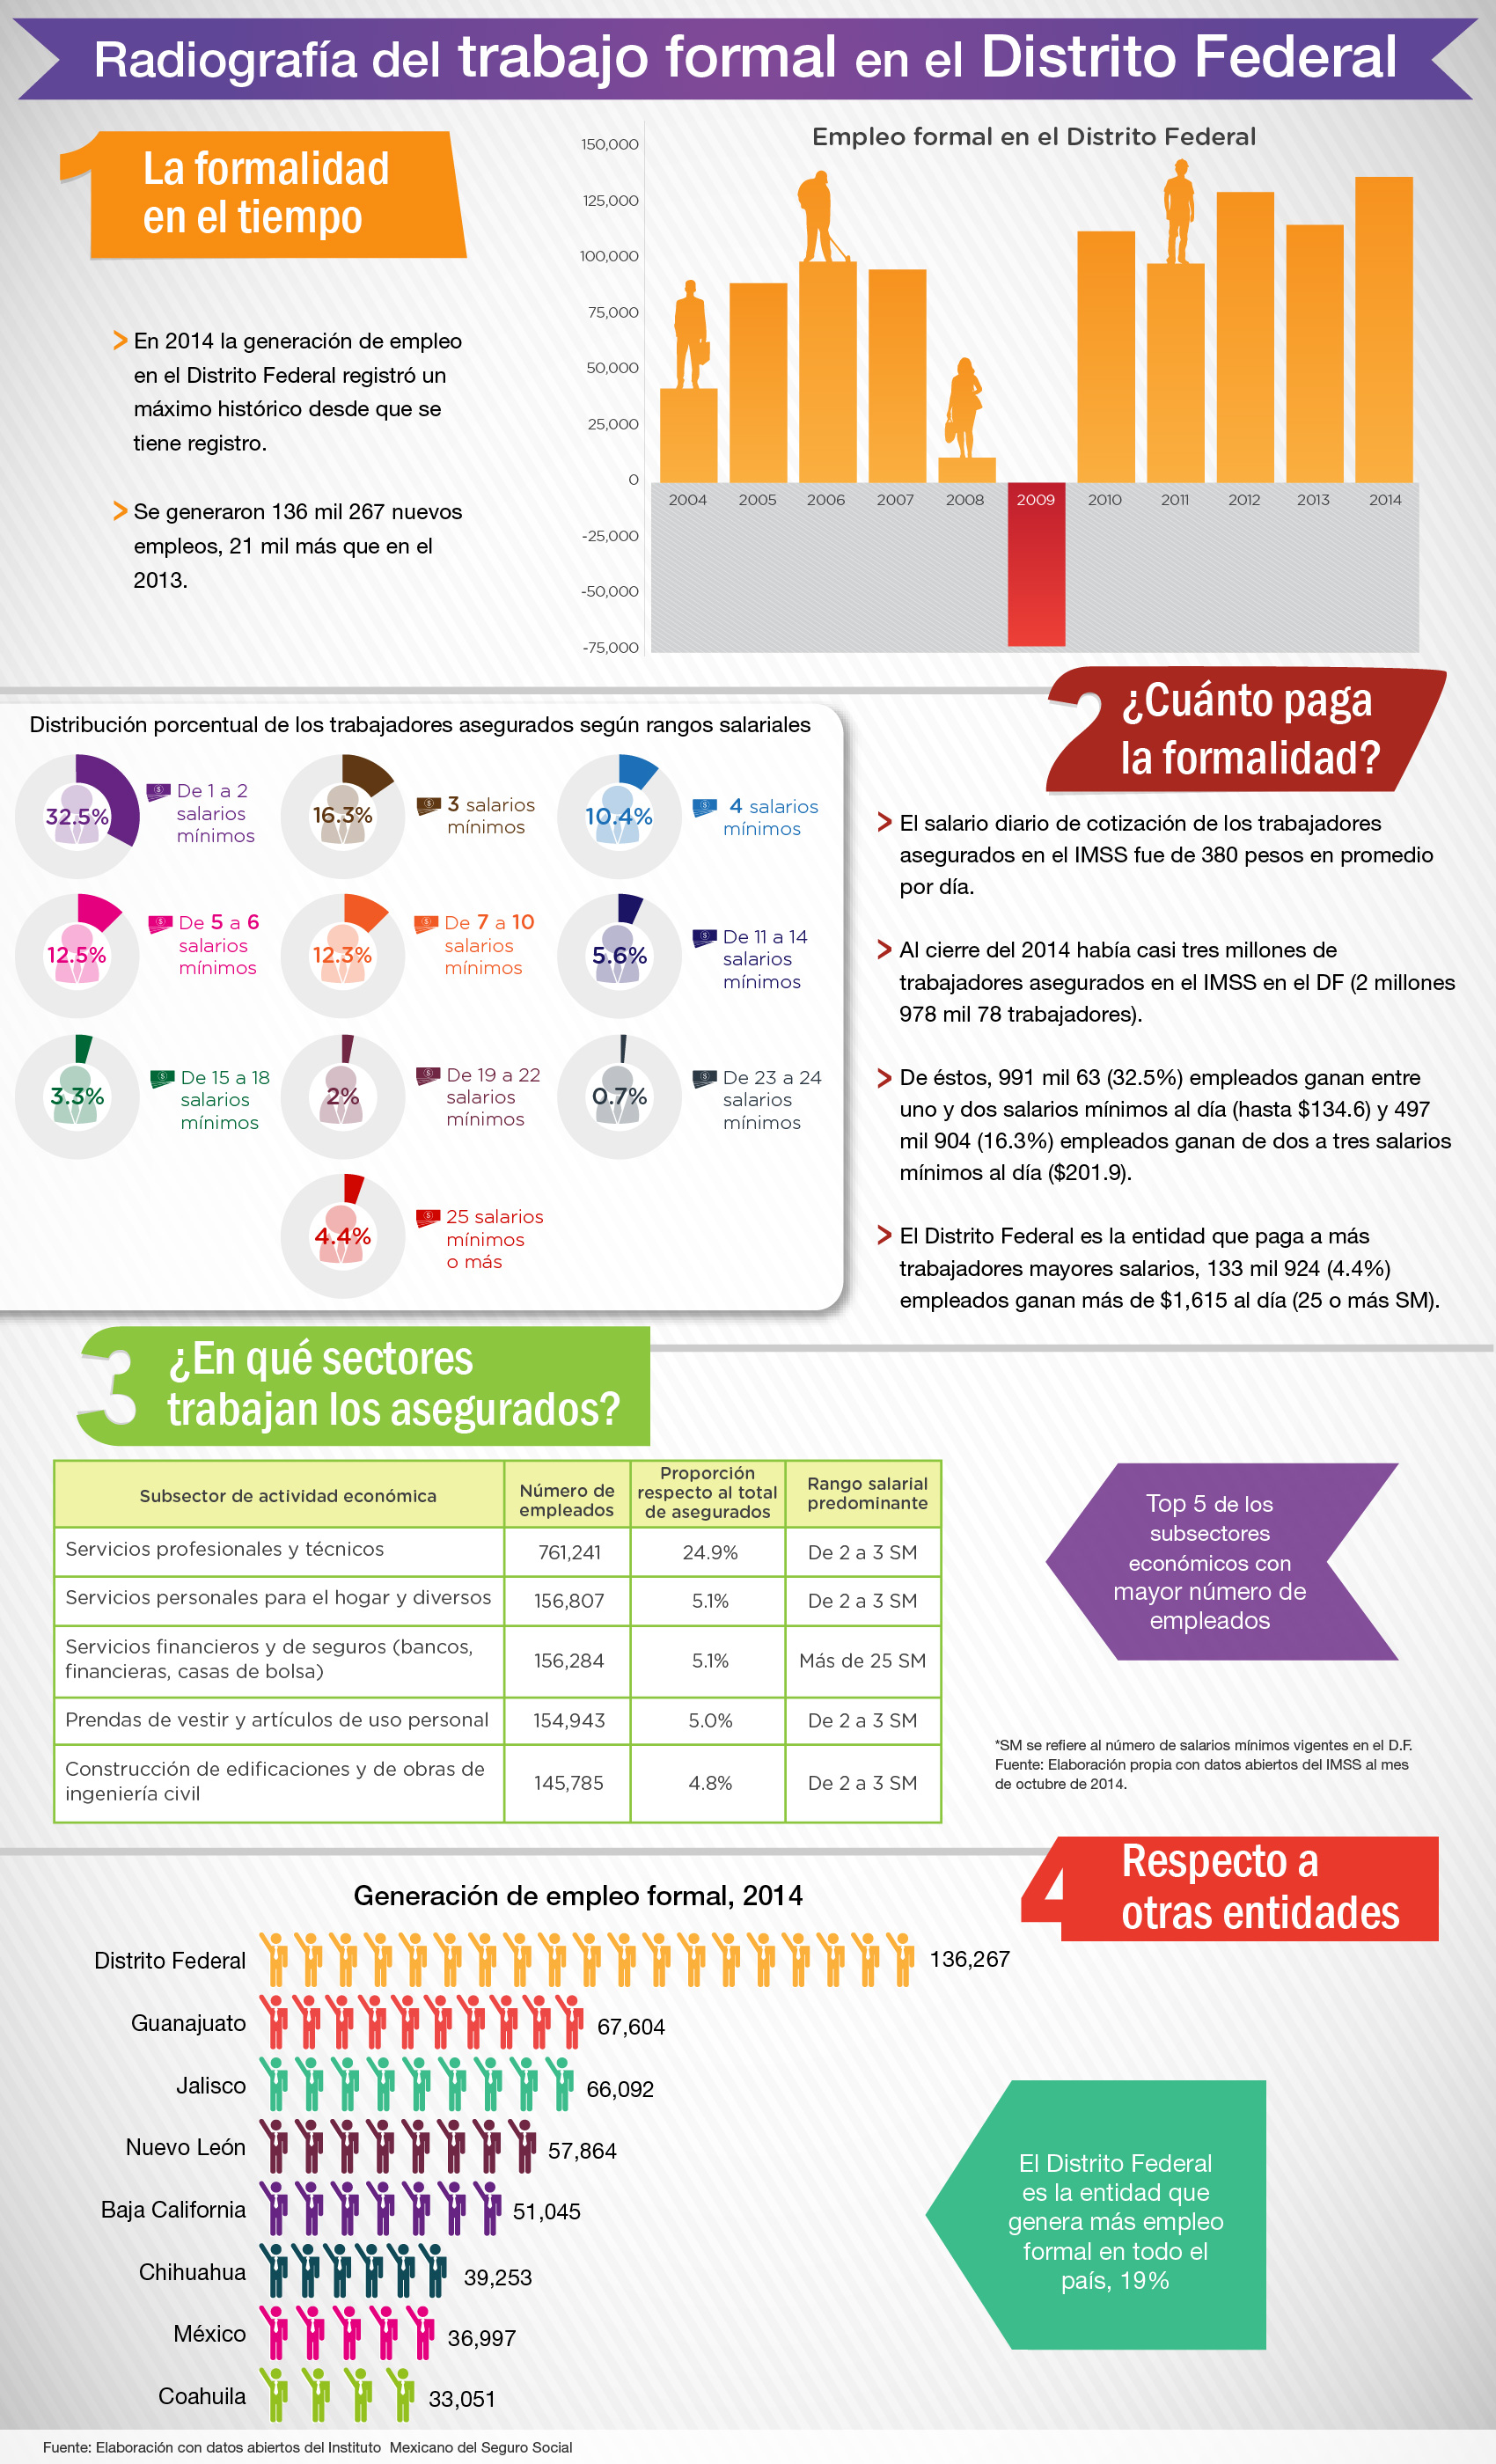 Radiografía del trabajo formal en el Distrito Federal
1
La formalidad
en el tiempo
> En 2014 la generación de empleo
en el Distrito Federal registró un
máximo histórico desde que se
tiene registro.
> Se generaron 136 mil 267 nuevos
empleos, 21 mil más que en el
2013.
Empleo formal en el Distrito Federal
150,000
125,000
100,000
75,000
50,000
25,000
0
-25,000
-50,000
-75,000
2004 2005 2006 2007 2008 2009 2010 2011 2012 2013 2014
Distribución porcentual de los trabajadores asegurados según rangos salariales
32.5%
De 1 a 2
salarios
mínimos
16.3%
3 salarios
mínimos
10.4%
4 salarios
mínimos
12.5%
De 5 a 6
salarios
mínimos
12.3%
De 7 a 10
salarios
mínimos
5.6%
De 11 a 14
salarios
mínimos
3.3%
De 15 a 18
salarios
mínimos
2%
De 19 a 22
salarios
mínimos
0.7%
De 23 a 24
salarios
mínimos
4.4%
25 salarios
mínimos
o más
2
¿Cuánto paga
la formalidad?
> El salario diario de cotización de los trabajadores
asegurados en el IMSS fue de 380 pesos en promedio
por día.
> Al cierre del 2014 había casi tres millones de
trabajadores asegurados en el IMSS en el DF (2 millones
978 mil 78 trabajadores).
> De éstos, 991 mil 63 (32.5%) empleados ganan entre
uno y dos salarios mínimos al día (hasta $134.6) y 497
mil 904 (16.3%) empleados ganan de dos a tres salarios
mínimos al día ($201.9).
> El Distrito Federal es la entidad que paga a más
trabajadores mayores salarios, 133 mil 924 (4.4%)
empleados ganan más de $1,615 al día (25 o más SM).
3
¿En qué sectores
trabajan los asegurados?
Subsector de actividad económica
Número de
empleados
Proporción
respecto al total
de asegurados
Rango salarial
predominante
Servicios profesionales y técnicos 761,241 24.9% De 2 a 3 SM
Servicios personales para el hogar y diversos 156,807 5.1% De 2 a 3 SM
Servicios financieros y de seguros (bancos,
financieras, casas de bolsa)
156,284 5.1% Más de 25 SM
Prendas de vestir y artículos de uso personal 154,943 5.0% De 2 a 3 SM
Construcción de edificaciones y de obras de
ingeniería civil
145,785 4.8% De 2 a 3 SM
Top 5 de los
subsectores
económicos con
mayor número de
empleados
*SM se refiere al número de salarios mínimos vigentes en el D.F.
Fuente: Elaboración propia con datos abiertos del IMSS al mes
de octubre de 2014.
4
Respecto a
otras entidades
Generación de empleo formal, 2014
Distrito Federal 136,267
Guanajuato 67,604
Jalisco 66,092
Nuevo León 57,864
Baja California 51,045
Chihuahua 39,253
México 36,997
Coahuila 33,051
El Distrito Federal
es la entidad que
genera más empleo
formal en todo el
país, 19%
Fuente: Elaboración con datos abiertos del Instituto Mexicano del Seguro Social